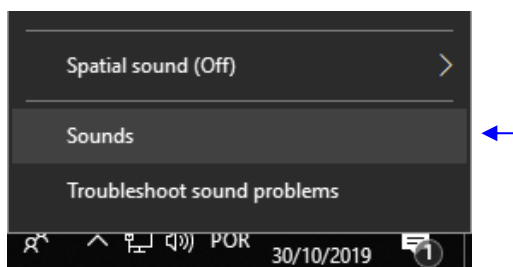 Spatial sound (Off)
Sounds
Troubleshoot sound problems
POR
30/10/2019
1